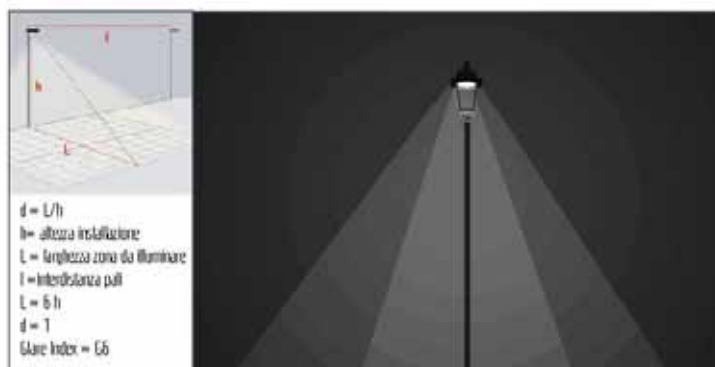 l
h
L
d = L/h
h= altezza installazione
L = larghezza zona da illuminare
l =interdistanza pali
L = 6 h
d = 1
Glare Index = G6